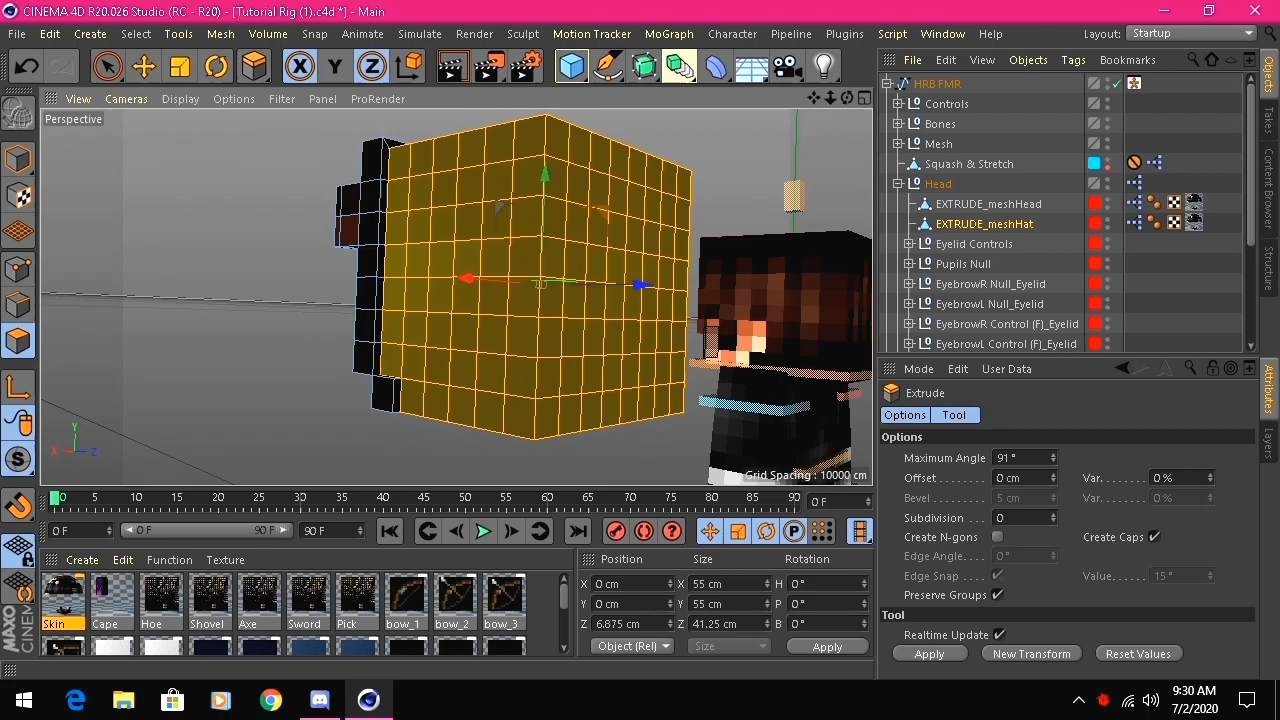 CINEMA 4D R20.026 Studio (RC - R20) - [Tutorial Rig (1).c4d *] - Main
File Edit Create Select Tools Mesh Volume Snap Animate Simulate Render Sculpt Motion Tracker MoGraph Character Pipeline Plugins Script Window Help Layout: Startup
X Y Z
View Cameras Display Options Filter Panel ProRender
Perspective
Grid Spacing : 10000 cm
Y
X Z
File Edit View Objects Tags Bookmarks
HRB FMR
Controls
Bones
Mesh
Squash & Stretch
Head
EXTRUDE_meshHead
EXTRUDE_meshHat
Eyelid Controls
Pupils Null
EyebrowR Null_Eyelid
EyebrowL Null_Eyelid
EyebrowR Control (F)_Eyelid
EyebrowL Control (F)_Eyelid
Objects
Takes
Content Browser
Structure
Mode Edit User Data
Extrude
Options Tool
Options
Maximum Angle 91 °
Offset 0 cm Var. 0 %
Bevel 5 cm Var. 0 %
Subdivision 0
Create N-gons Create Caps
Edge Angle 0 °
Edge Snap Value 15 °
Preserve Groups
Tool
Realtime Update
Apply New Transform Reset Values
Attributes
Layers
0 5 10 15 20 25 30 35 40 45 50 55 60 65 70 75 80 85 90 0 F
0 F 0 F 90 F 90 F
Create Edit Function Texture
Skin Cape Hoe Shovel Axe Sword Pick bow_1 bow_2 bow_3
Position Size Rotation
X 0 cm X 55 cm H 0 °
Y 0 cm Y 55 cm P 0 °
Z 6.875 cm Z 41.25 cm B 0 °
Object (Rel) Size Apply
MAXON
CINEMA
9:30 AM
7/2/2020